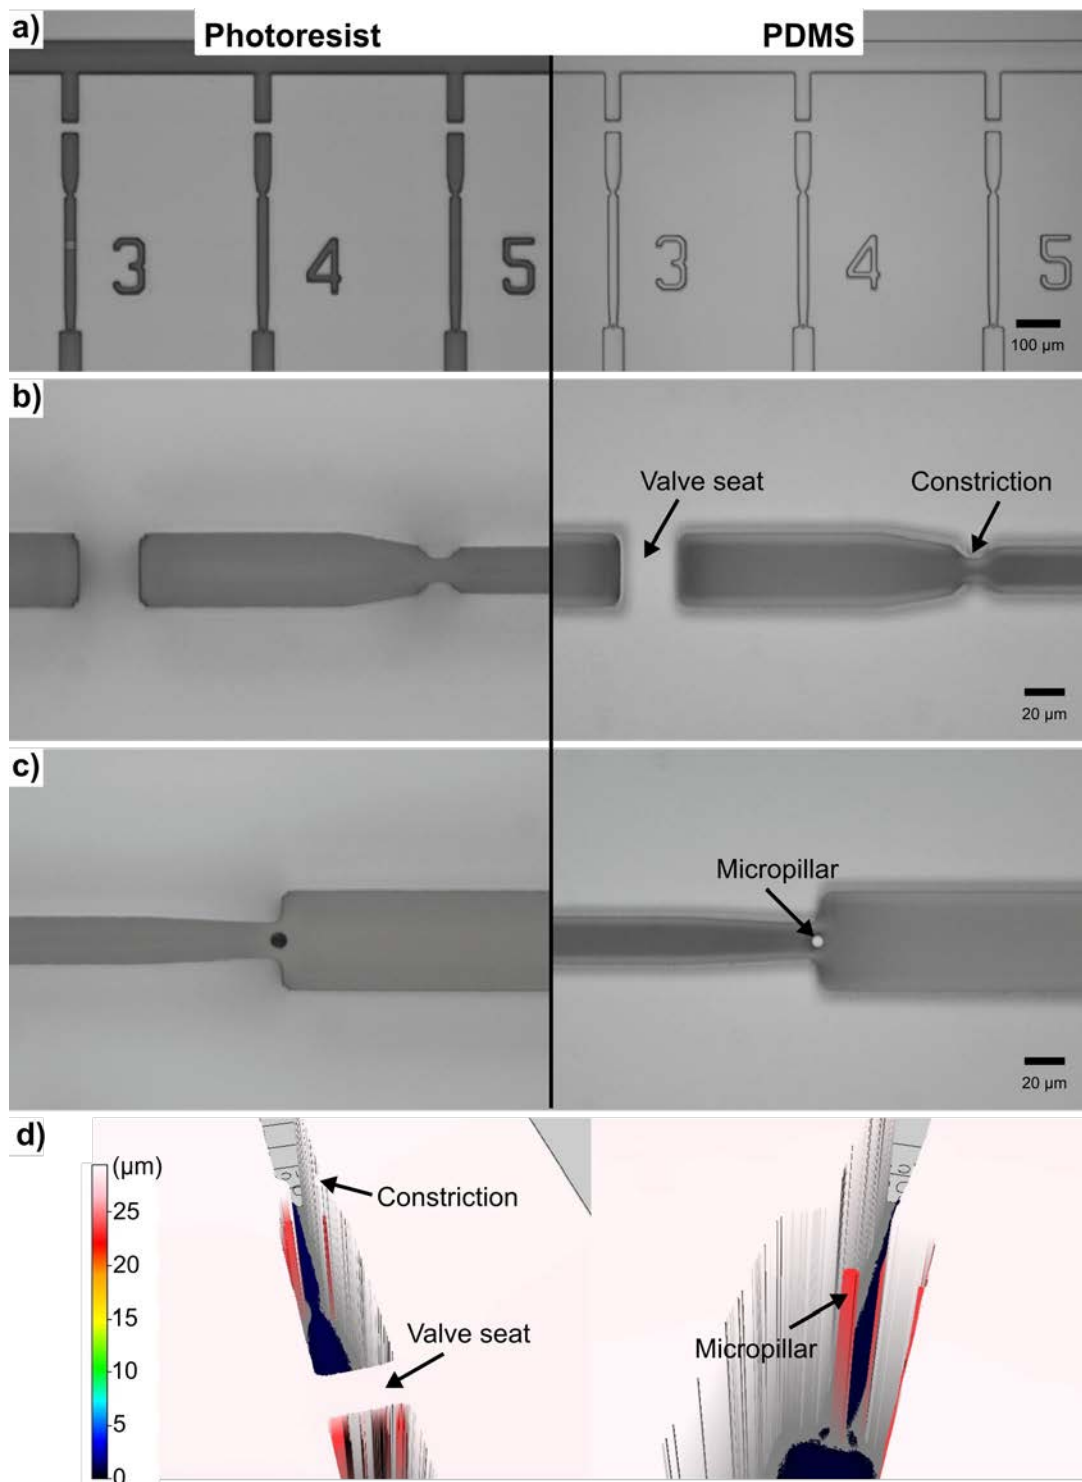 a)
Photoresist
PDMS
3
4
5
3
4
5
100 µm
b)
Valve seat
Constriction
20 µm
c)
Micropillar
20 µm
d)
(µm)
25
20
15
10
5
0
Constriction
Valve seat
Micropillar